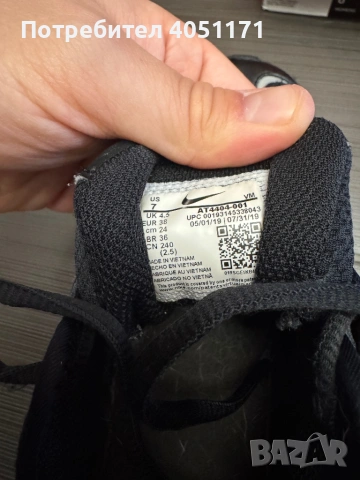 Потребител 4051171
US
7
UK 4.5
EUR 38
cm 24
BR 36
CN 240
(2.5)
VM
AT4404-001
UPC 00193145338043
05/01/19 07/31/19
MADE IN VIETNAM
HECHO EN VIETNAM
FABRIQUÉ AU VIETNAM
FABRICADO NO VIETNÃ
BAZAR